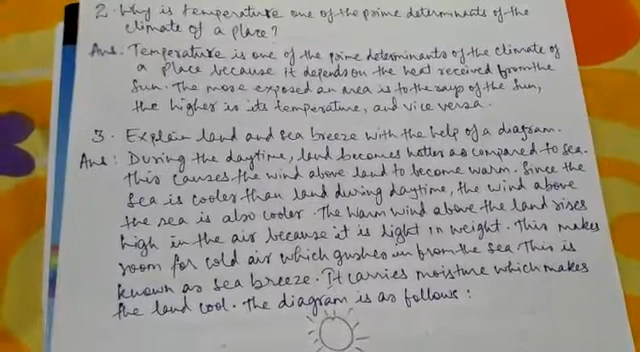 2. Why is temperature one of the prime determinants of the
climate of a place?
Ans: Temperature is one of the prime determinants of the climate of
a place because it depends on the heat received from the
Sun. The more exposed an area is to the rays of the Sun,
the higher is its temperature, and vice versa.
3. Explain land and sea breeze with the help of a diagram.
Ans: During the daytime, land becomes hotter as compared to sea.
This causes the wind above land to become warm. Since the
sea is cooler than land during daytime, the wind above
the sea is also cooler. The warm wind above the land rises
high in the air because it is light in weight. This makes
room for cold air which gushes in from the sea. This is
known as sea breeze. It carries moisture which makes
the land cool. The diagram is as follows: